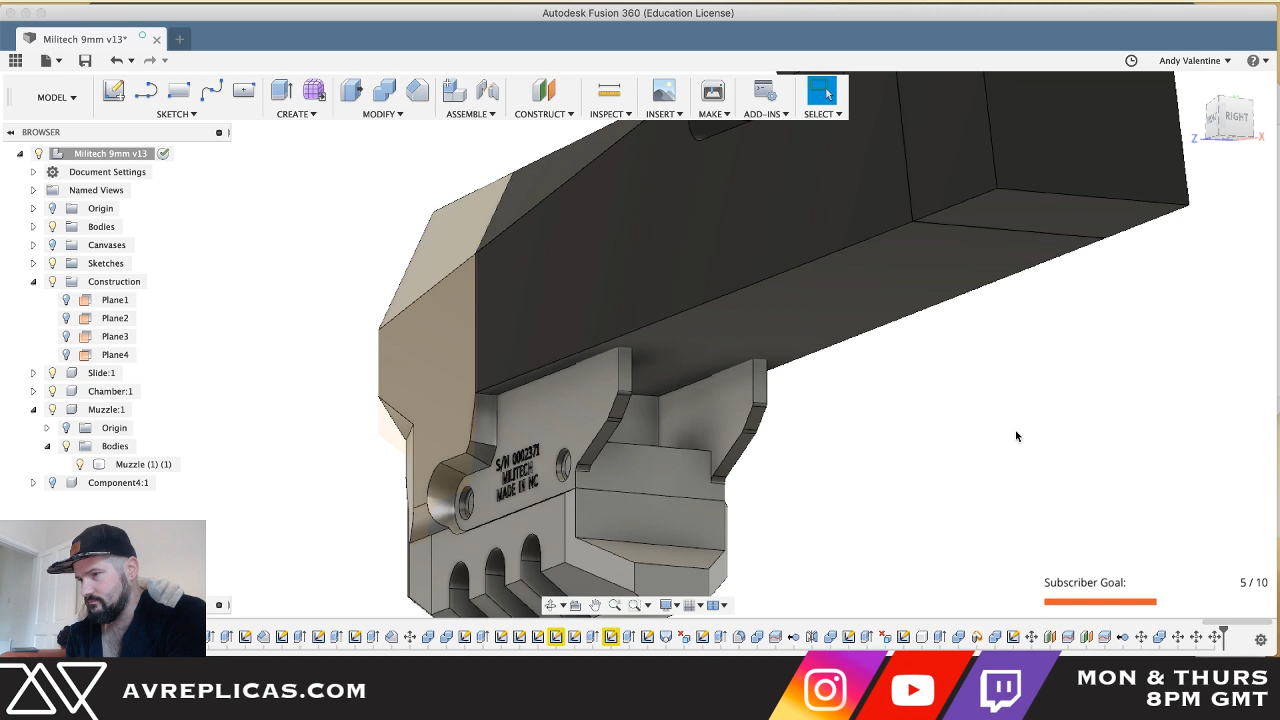 Autodesk Fusion 360 (Education License)
Militech 9mm v13*
Andy Valentine
MODEL
SKETCH
CREATE
MODIFY
ASSEMBLE
CONSTRUCT
INSPECT
INSERT
MAKE
ADD-INS
SELECT
BROWSER
RIGHT
Z
X
Militech 9mm v13
Document Settings
Named Views
Origin
Bodies
Canvases
Sketches
Construction
Plane1
Plane2
Plane3
Plane4
Slide:1
Chamber:1
Muzzle:1
Origin
Bodies
Muzzle (1) (1)
Component4:1
S/N 0002371
MILITECH
MADE IN NC
Subscriber Goal: 5 / 10
AVREPLICAS.COM
MON & THURS
8PM GMT